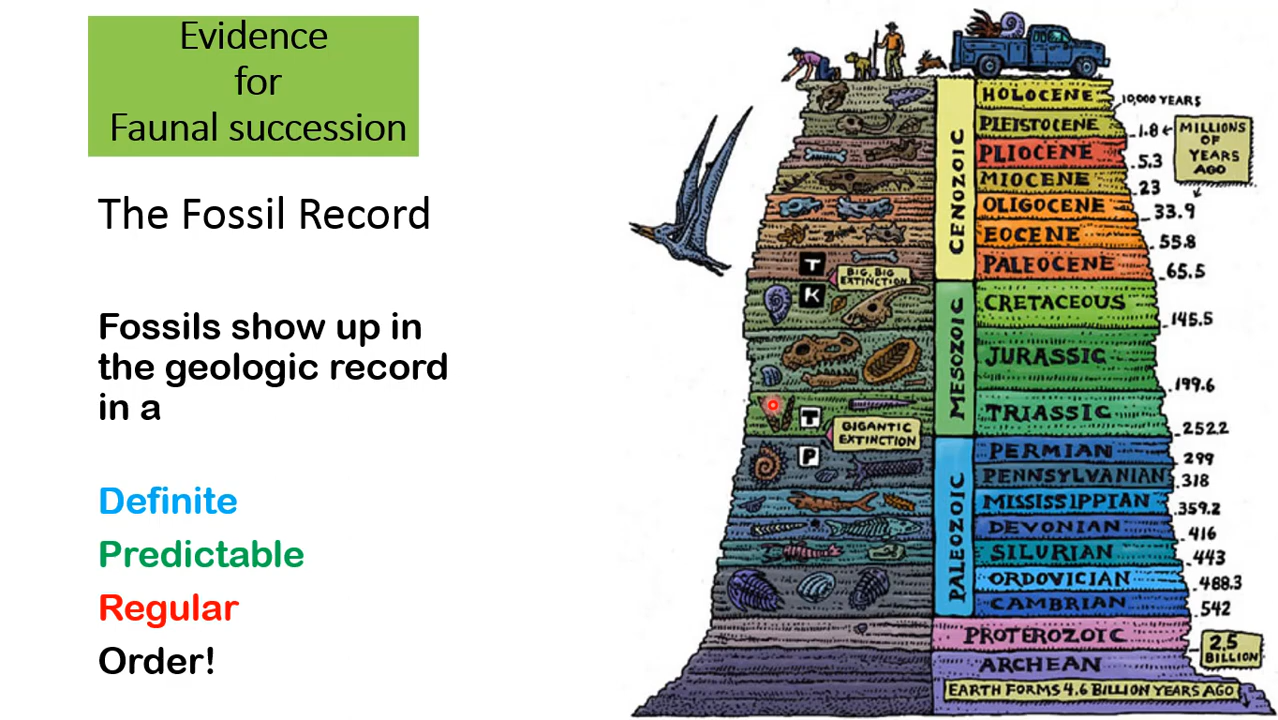 Evidence
for
Faunal succession
The Fossil Record
Fossils show up in
the geologic record
in a
Definite
Predictable
Regular
Order!
HOLOCENE
10,000 YEARS
PLEISTOCENE
1.8
MILLIONS
OF
YEARS
AGO
PLIOCENE
5.3
MIOCENE
23
OLIGOCENE
33.9
EOCENE
55.8
PALEOCENE
65.5
CENOZOIC
T
BIG, BIG
EXTINCTION
K
CRETACEOUS
145.5
JURASSIC
199.6
TRIASSIC
252.2
MESOZOIC
T
GIGANTIC
EXTINCTION
P
PERMIAN
299
PENNSYLVANIAN
318
MISSISSIPPIAN
359.2
DEVONIAN
416
SILURIAN
443
ORDOVICIAN
488.3
CAMBRIAN
542
PALEOZOIC
PROTEROZOIC
2.5
BILLION
ARCHEAN
EARTH FORMS 4.6 BILLION YEARS AGO